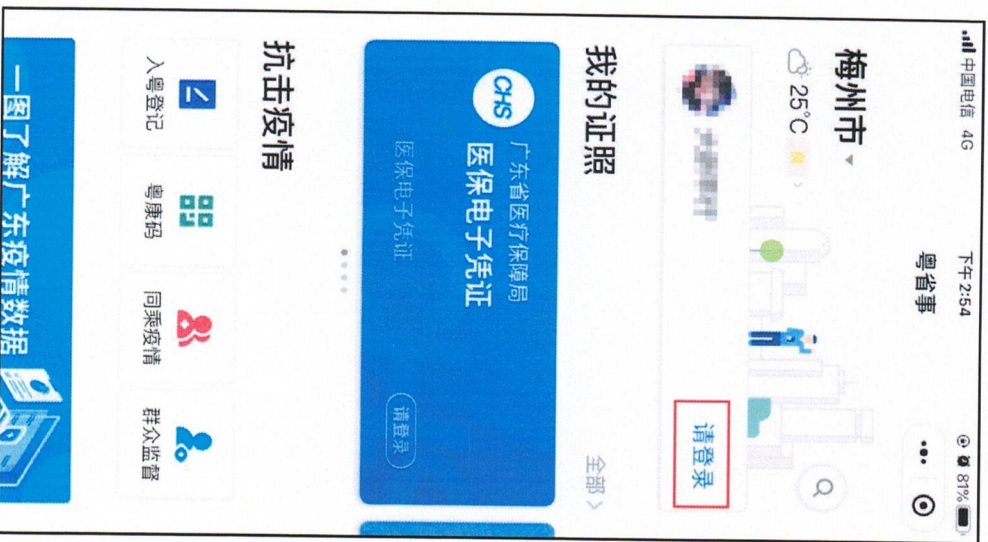 中国电信 4G 下午2:54 81%
粤省事
梅州市
25°C
请登录
我的证照
全部
CHS
广东省医疗保障局
医保电子凭证
医保电子凭证
请登录
抗击疫情
入粤登记
粤康码
同乘疫情
群众监督
一图了解广东疫情数据